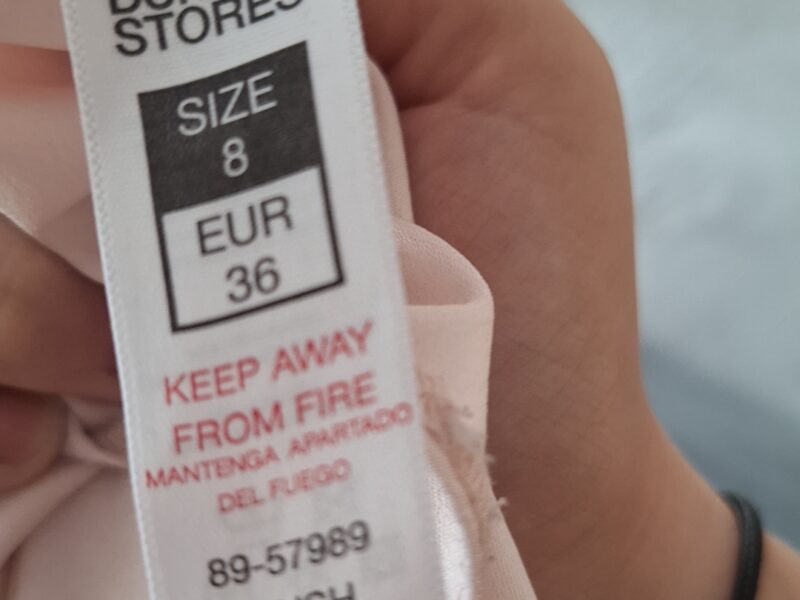 STORES
SIZE
8
EUR
36
KEEP AWAY
FROM FIRE
MANTENGA APARTADO
DEL FUEGO
89-57989